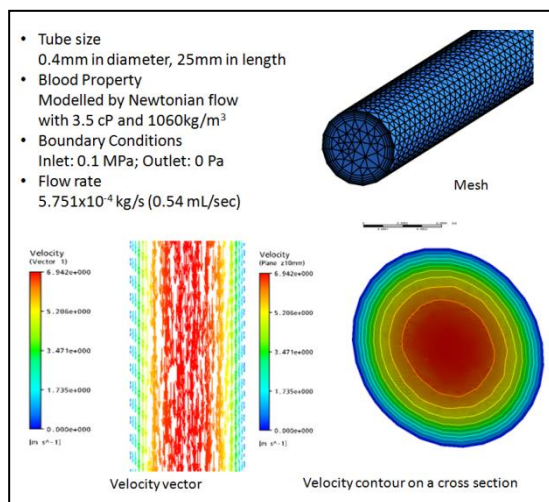 • Tube size
0.4mm in diameter, 25mm in length
• Blood Property
Modelled by Newtonian flow
with 3.5 cP and 1060kg/m³
• Boundary Conditions
Inlet: 0.1 MPa; Outlet: 0 Pa
• Flow rate
5.751x10⁻⁴ kg/s (0.54 mL/sec)
Mesh
Velocity
(Vector 1)
6.942e+000
5.206e+000
3.471e+000
1.735e+000
0.000e+000
[m s^-1]
Velocity vector
Velocity
(Plane z10mm)
6.942e+000
5.206e+000
3.471e+000
1.735e+000
0.000e+000
[m s^-1]
Velocity contour on a cross section